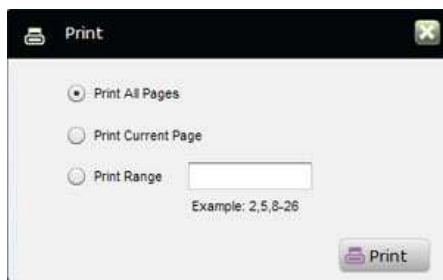 Print
Print All Pages
Print Current Page
Print Range
Example: 2,5,8-26
Print